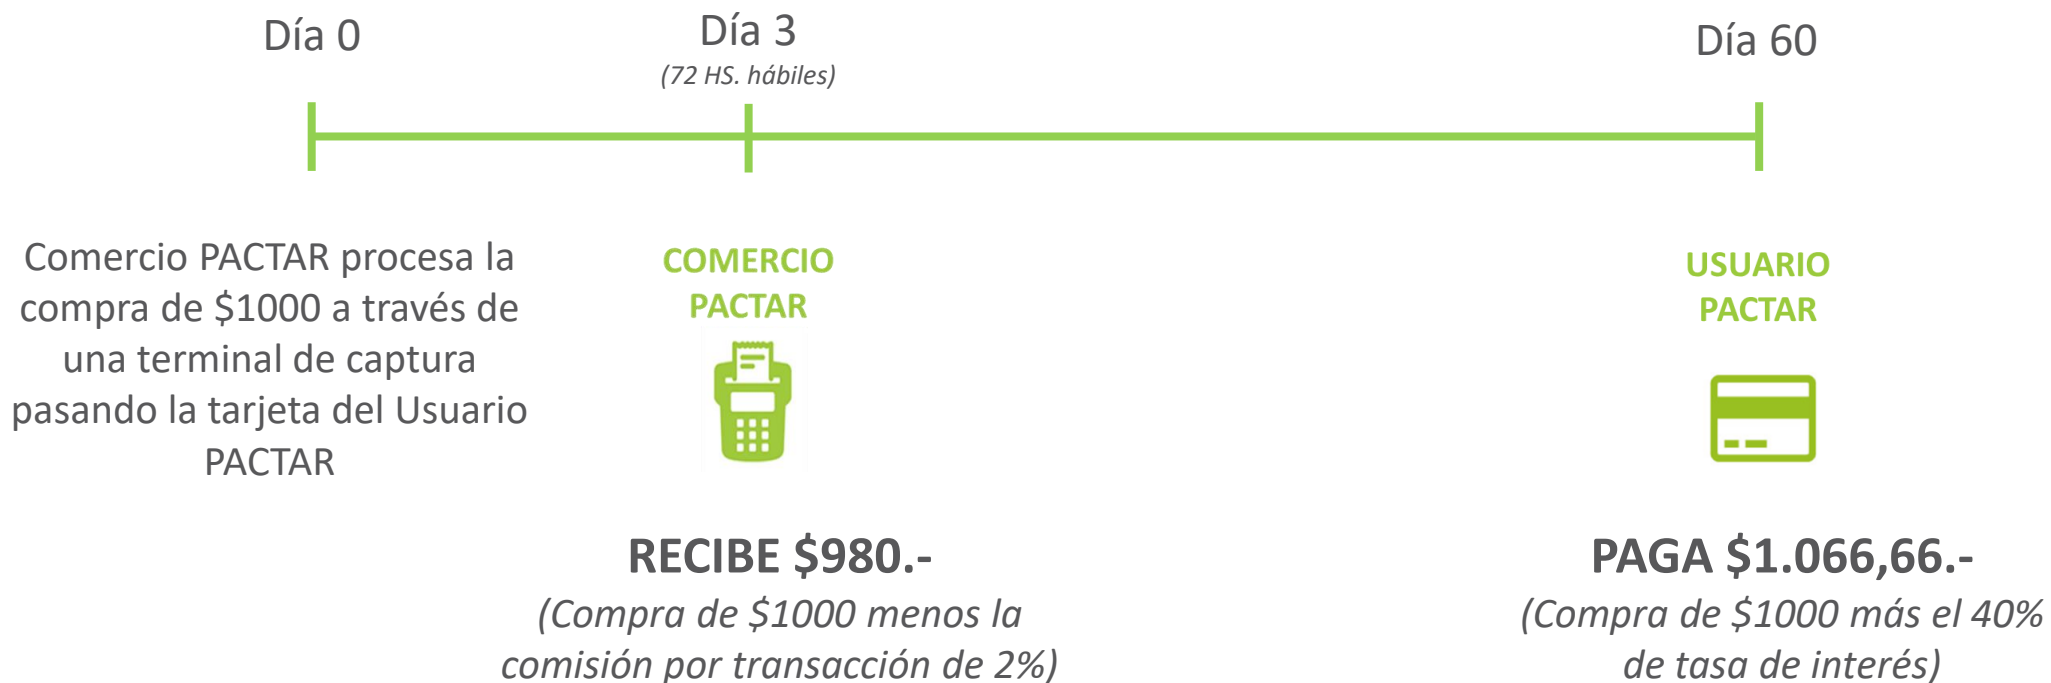 Día 0
Día 3
(72 HS. hábiles)
Día 60
Comercio PACTAR procesa la
compra de $1000 a través de
una terminal de captura
pasando la tarjeta del Usuario
PACTAR
COMERCIO
PACTAR
RECIBE $980.-
(Compra de $1000 menos la
comisión por transacción de 2%)
USUARIO
PACTAR
PAGA $1.066,66.-
(Compra de $1000 más el 40%
de tasa de interés)